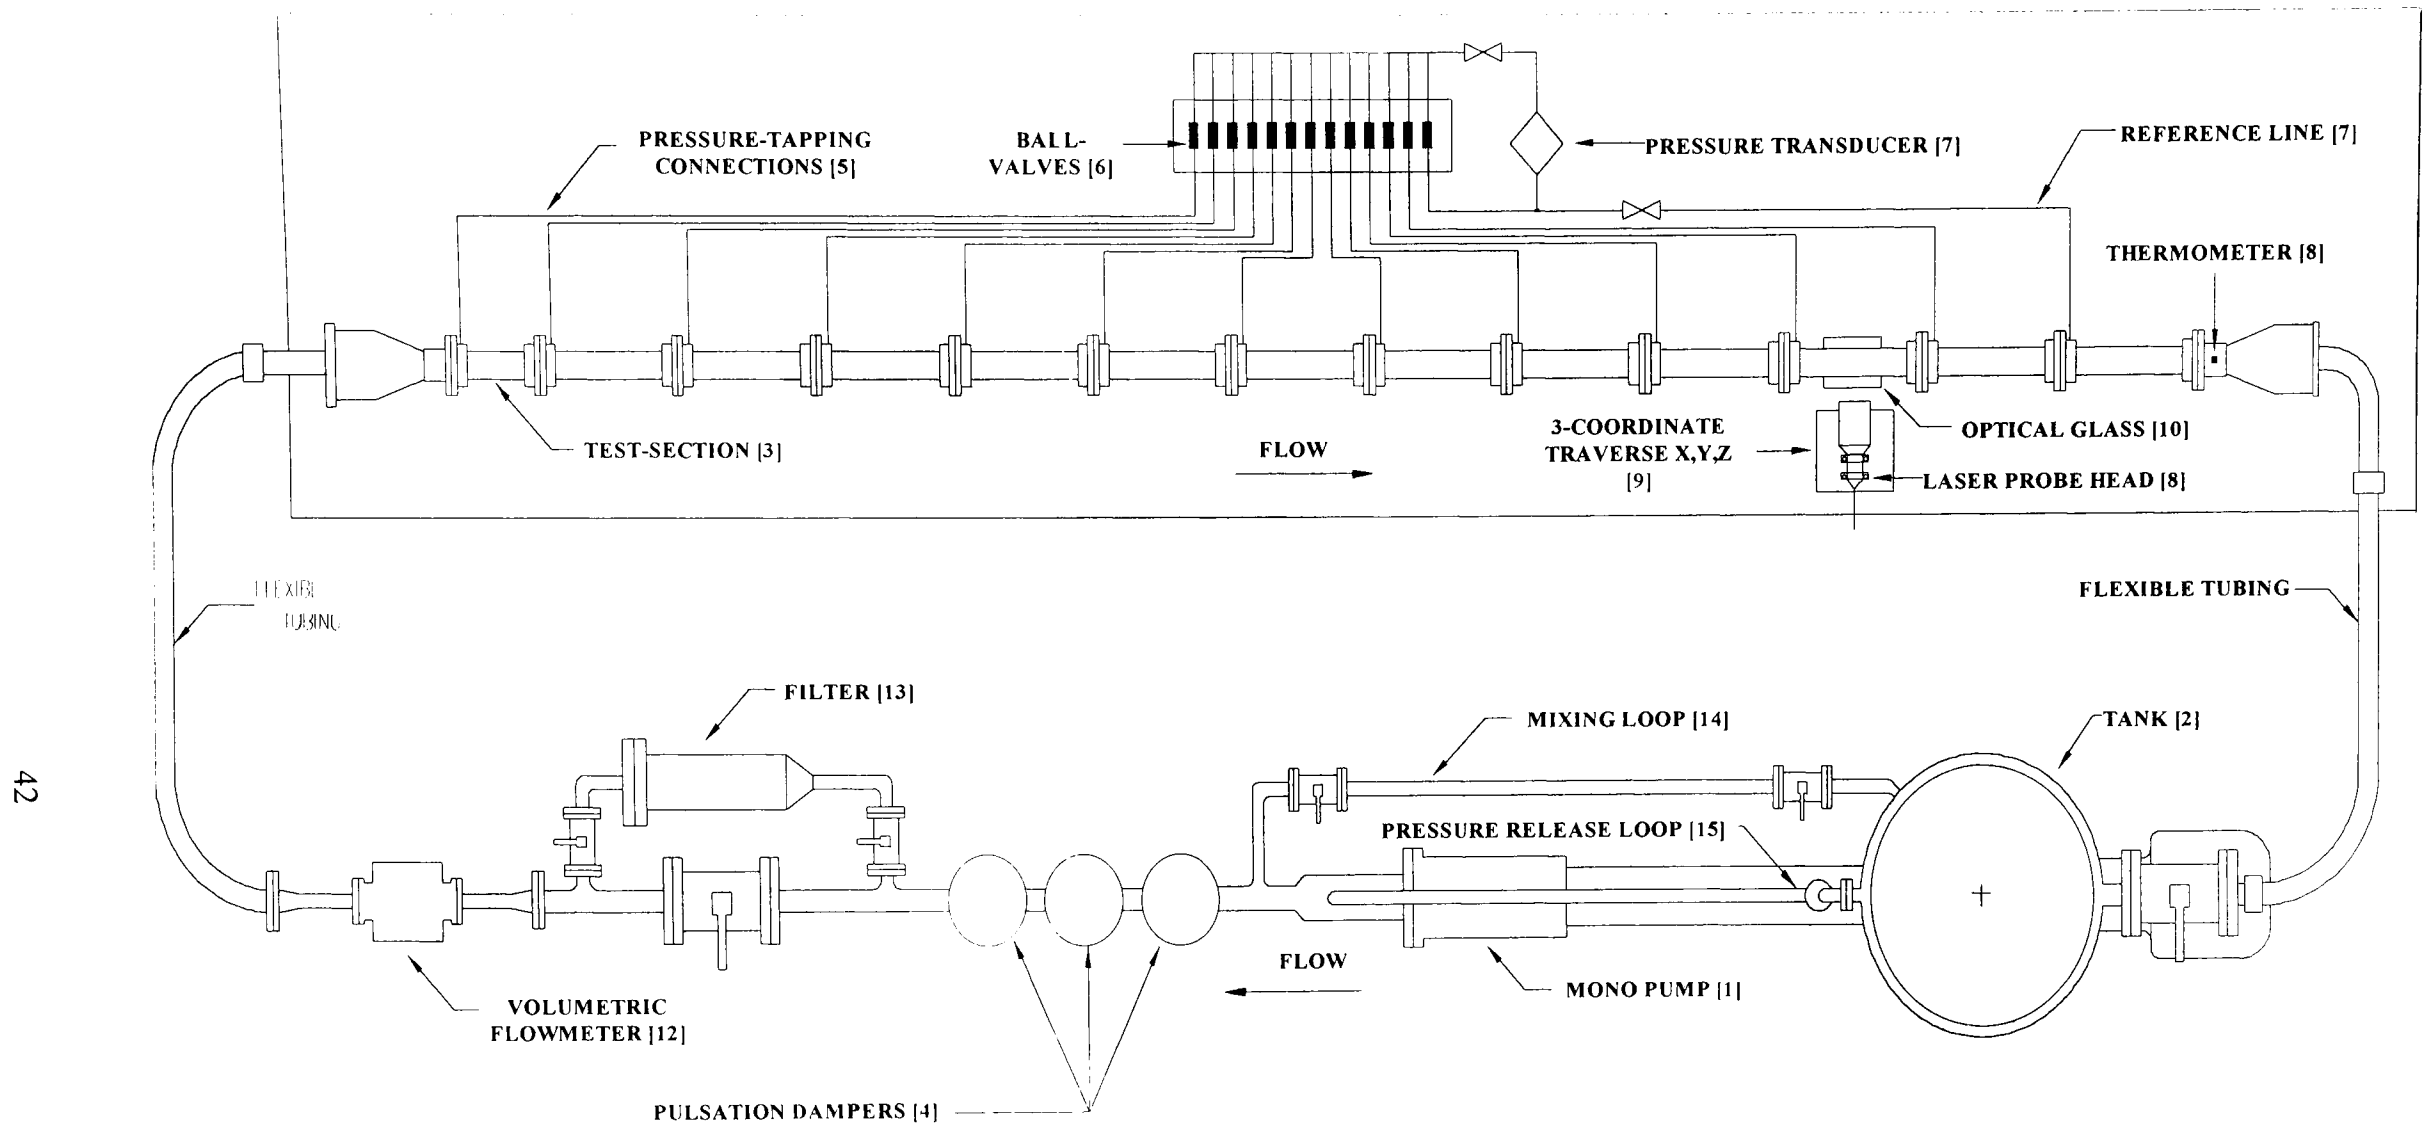 PRESSURE-TAPPING
CONNECTIONS [5]
BALL-
VALVES [6]
PRESSURE TRANSDUCER [7]
REFERENCE LINE [7]
THERMOMETER [8]
TEST-SECTION [3]
FLOW
3-COORDINATE
TRAVERSE X,Y,Z
[9]
OPTICAL GLASS [10]
LASER PROBE HEAD [8]
TUBING
FLEXIBLE TUBING
FILTER [13]
MIXING LOOP [14]
TANK [2]
PRESSURE RELEASE LOOP [15]
42
FLOW
MONO PUMP [1]
VOLUMETRIC
FLOWMETER [12]
PULSATION DAMPERS [4]